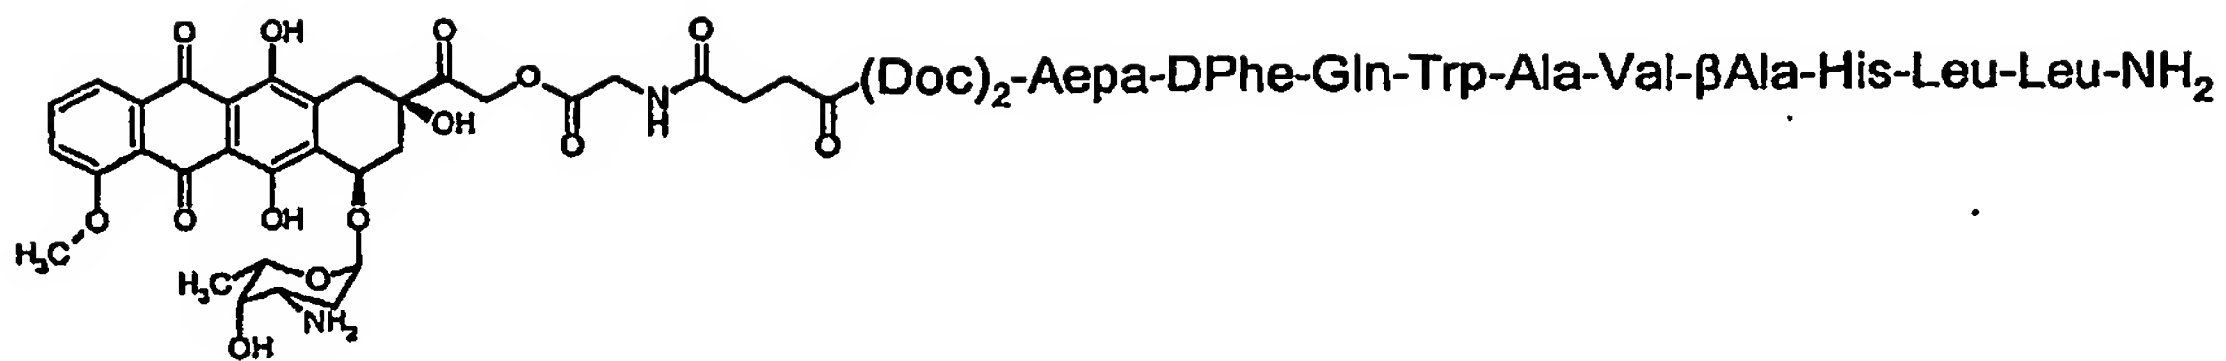 O OH O O (Doc)₂-Aepa-DPhe-Gln-Trp-Ala-Val-βAla-His-Leu-Leu-NH₂
O
OH O N H O
O O OH O
H₃C
H₃C O
NH₂
OH